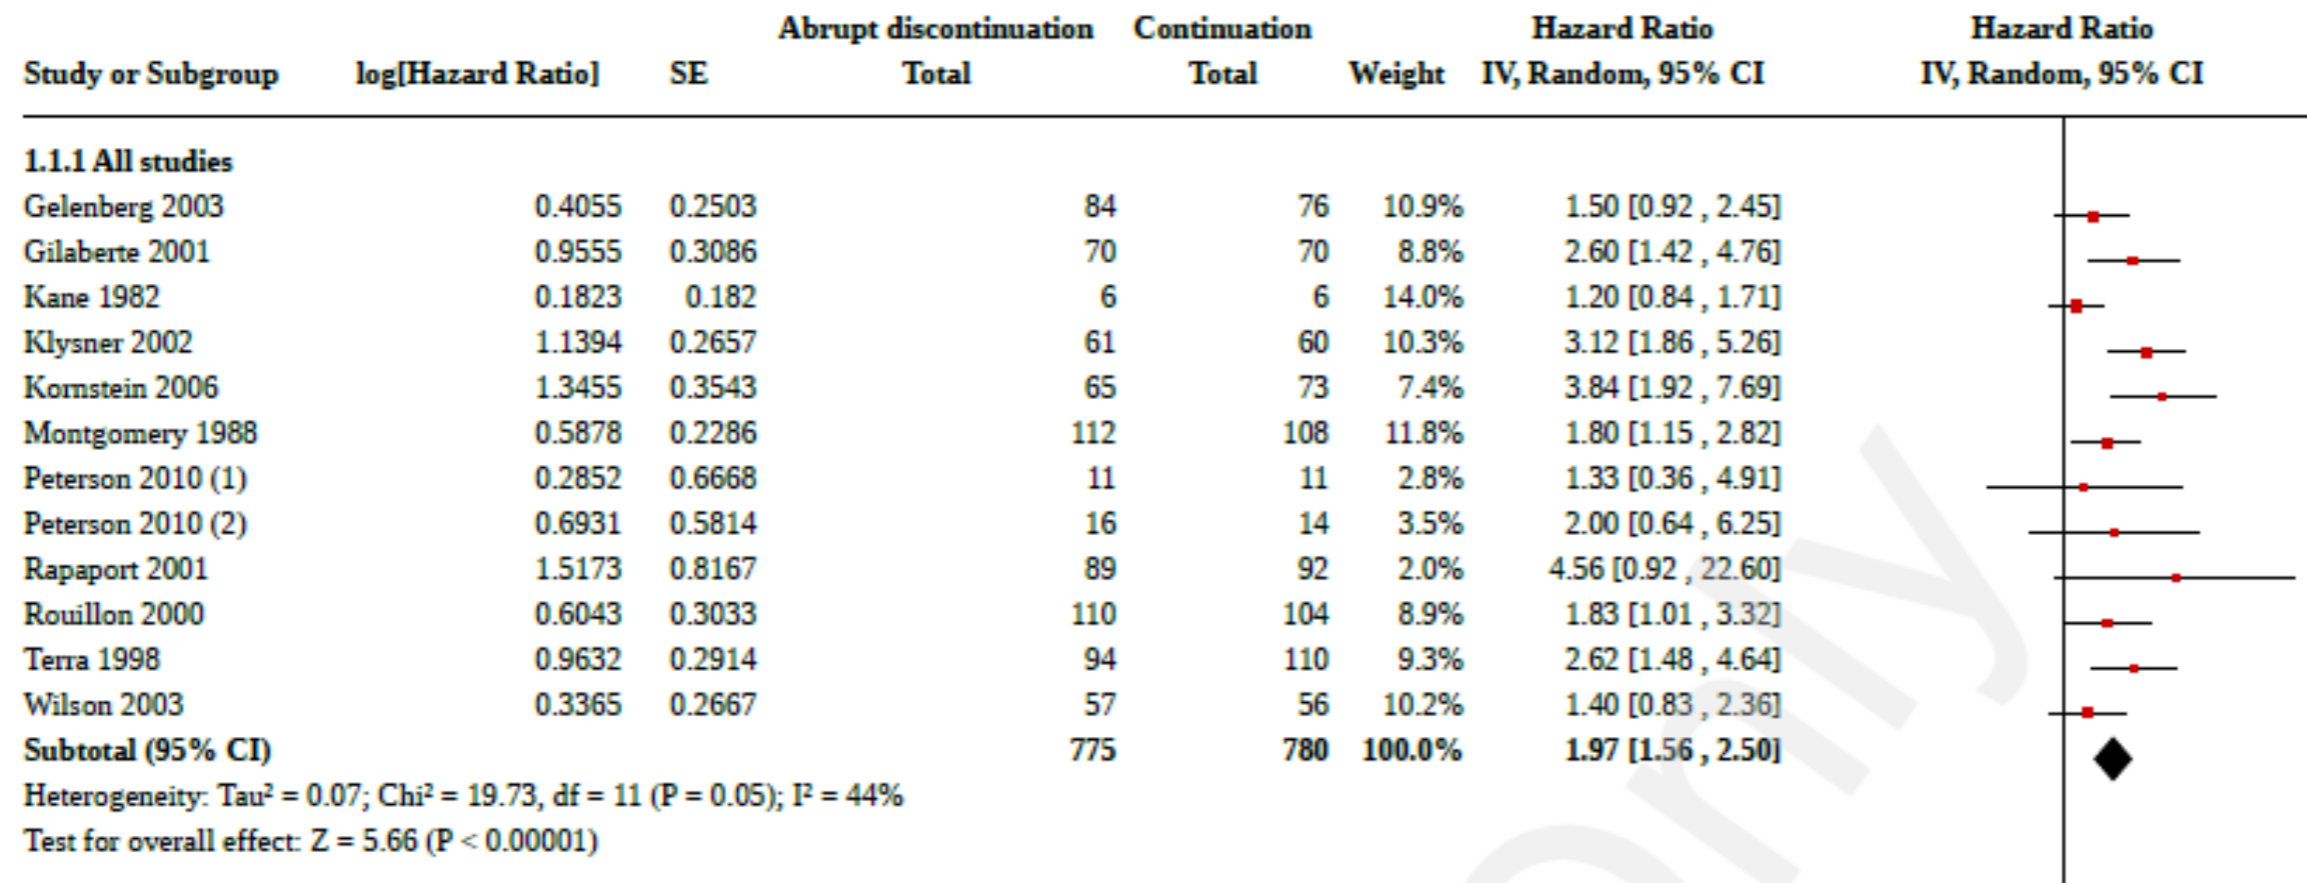 Abrupt discontinuation Continuation Hazard Ratio Hazard Ratio
Study or Subgroup log[Hazard Ratio] SE Total Total Weight IV, Random, 95% CI IV, Random, 95% CI
1.1.1 All studies
Gelenberg 2003 0.4055 0.2503 84 76 10.9% 1.50 [0.92 , 2.45]
Gilaberte 2001 0.9555 0.3086 70 70 8.8% 2.60 [1.42 , 4.76]
Kane 1982 0.1823 0.182 6 6 14.0% 1.20 [0.84 , 1.71]
Klysner 2002 1.1394 0.2657 61 60 10.3% 3.12 [1.86 , 5.26]
Kornstein 2006 1.3455 0.3543 65 73 7.4% 3.84 [1.92 , 7.69]
Montgomery 1988 0.5878 0.2286 112 108 11.8% 1.80 [1.15 , 2.82]
Peterson 2010 (1) 0.2852 0.6668 11 11 2.8% 1.33 [0.36 , 4.91]
Peterson 2010 (2) 0.6931 0.5814 16 14 3.5% 2.00 [0.64 , 6.25]
Rapaport 2001 1.5173 0.8167 89 92 2.0% 4.56 [0.92 , 22.60]
Rouillon 2000 0.6043 0.3033 110 104 8.9% 1.83 [1.01 , 3.32]
Terra 1998 0.9632 0.2914 94 110 9.3% 2.62 [1.48 , 4.64]
Wilson 2003 0.3365 0.2667 57 56 10.2% 1.40 [0.83 , 2.36]
Subtotal (95% CI) 775 780 100.0% 1.97 [1.56 , 2.50]
Heterogeneity: Tau² = 0.07; Chi² = 19.73, df = 11 (P = 0.05); I² = 44%
Test for overall effect: Z = 5.66 (P < 0.00001)
Only